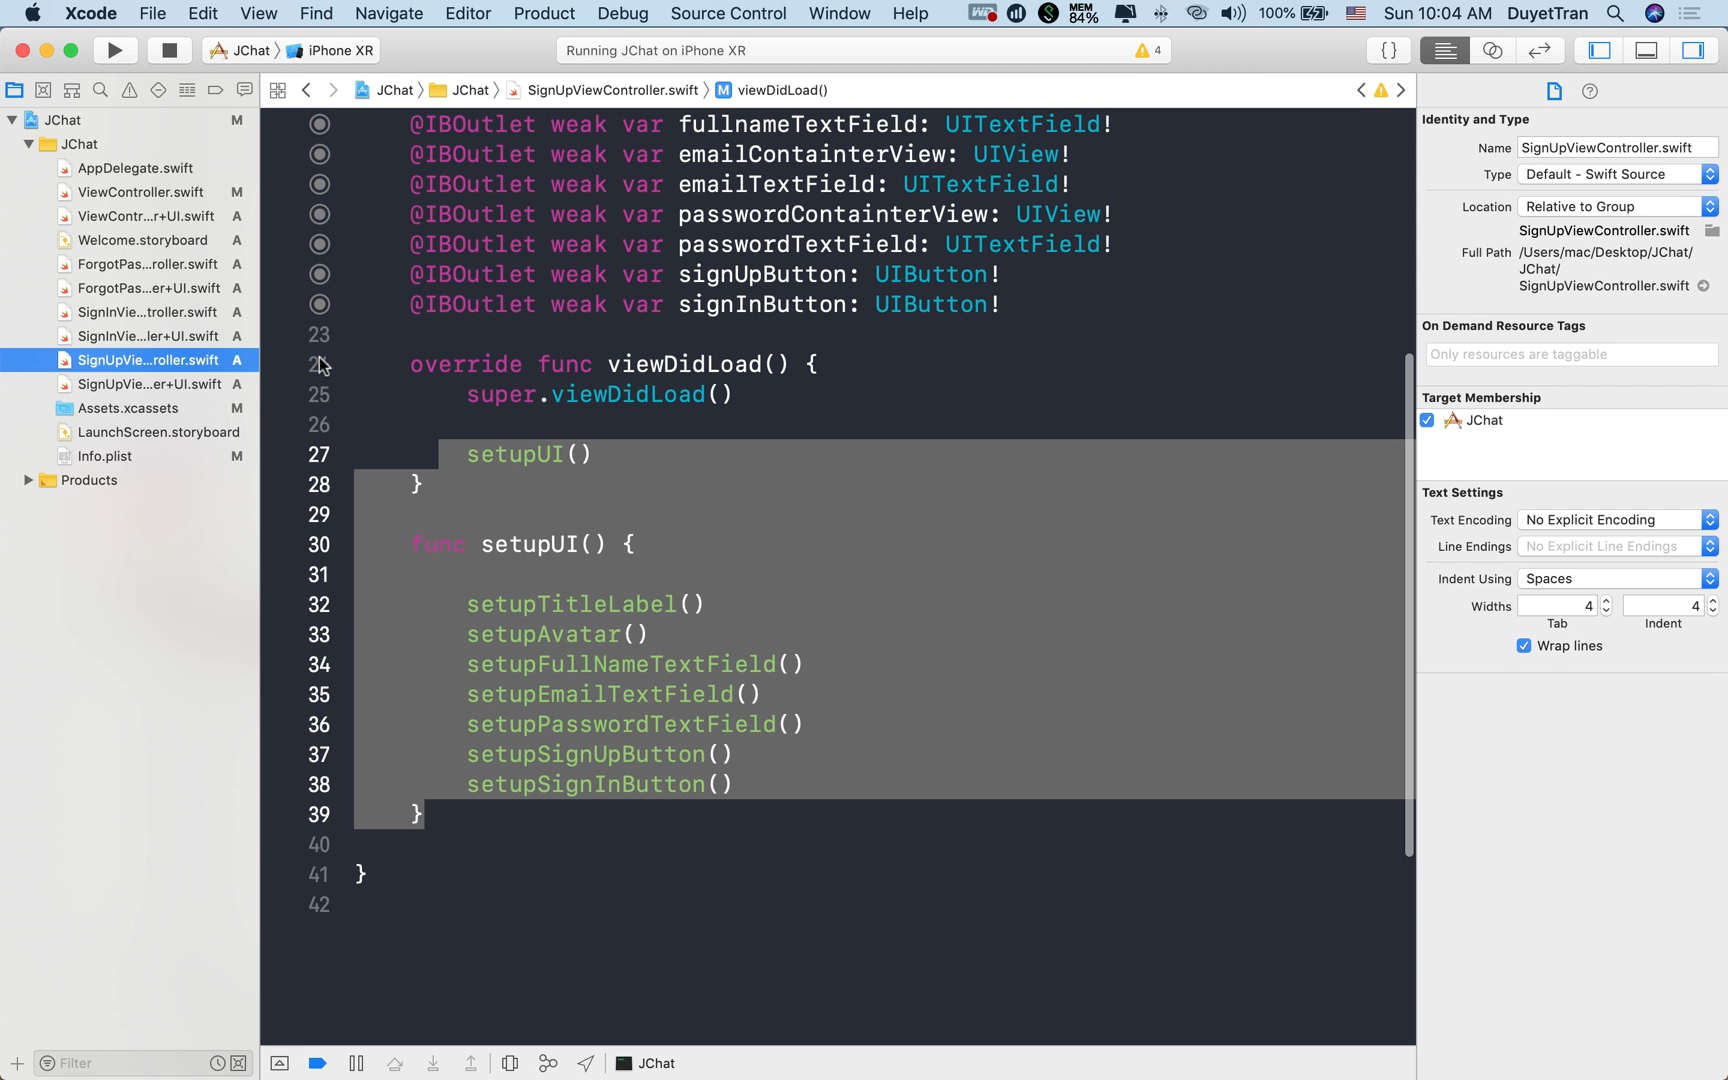 Xcode File Edit View Find Navigate Editor Product Debug Source Control Window Help MEM 84% 100% Sun 10:04 AM DuyetTran
JChat iPhone XR Running JChat on iPhone XR 4 {}
JChat JChat SignUpViewController.swift M viewDidLoad()
JChat M
JChat
AppDelegate.swift
ViewController.swift M
ViewContr...r+UI.swift A
Welcome.storyboard A
ForgotPas...roller.swift A
ForgotPas...er+UI.swift A
SignInVie...troller.swift A
SignInVie...ler+UI.swift A
SignUpVie...roller.swift A
SignUpVie...er+UI.swift A
Assets.xcassets M
LaunchScreen.storyboard
Info.plist M
Products
Filter
@IBOutlet weak var fullnameTextField: UITextField!
@IBOutlet weak var emailContainterView: UIView!
@IBOutlet weak var emailTextField: UITextField!
@IBOutlet weak var passwordContainterView: UIView!
@IBOutlet weak var passwordTextField: UITextField!
@IBOutlet weak var signUpButton: UIButton!
@IBOutlet weak var signInButton: UIButton!
23
override func viewDidLoad() {
25 super.viewDidLoad()
26
27 setupUI()
28 }
29
30 func setupUI() {
31
32 setupTitleLabel()
33 setupAvatar()
34 setupFullNameTextField()
35 setupEmailTextField()
36 setupPasswordTextField()
37 setupSignUpButton()
38 setupSignInButton()
39 }
40
41 }
42
JChat
Identity and Type
Name SignUpViewController.swift
Type Default - Swift Source
Location Relative to Group
SignUpViewController.swift
Full Path /Users/mac/Desktop/JChat/
JChat/
SignUpViewController.swift
On Demand Resource Tags
Only resources are taggable
Target Membership
JChat
Text Settings
Text Encoding No Explicit Encoding
Line Endings No Explicit Line Endings
Indent Using Spaces
Widths 4 4
Tab Indent
Wrap lines